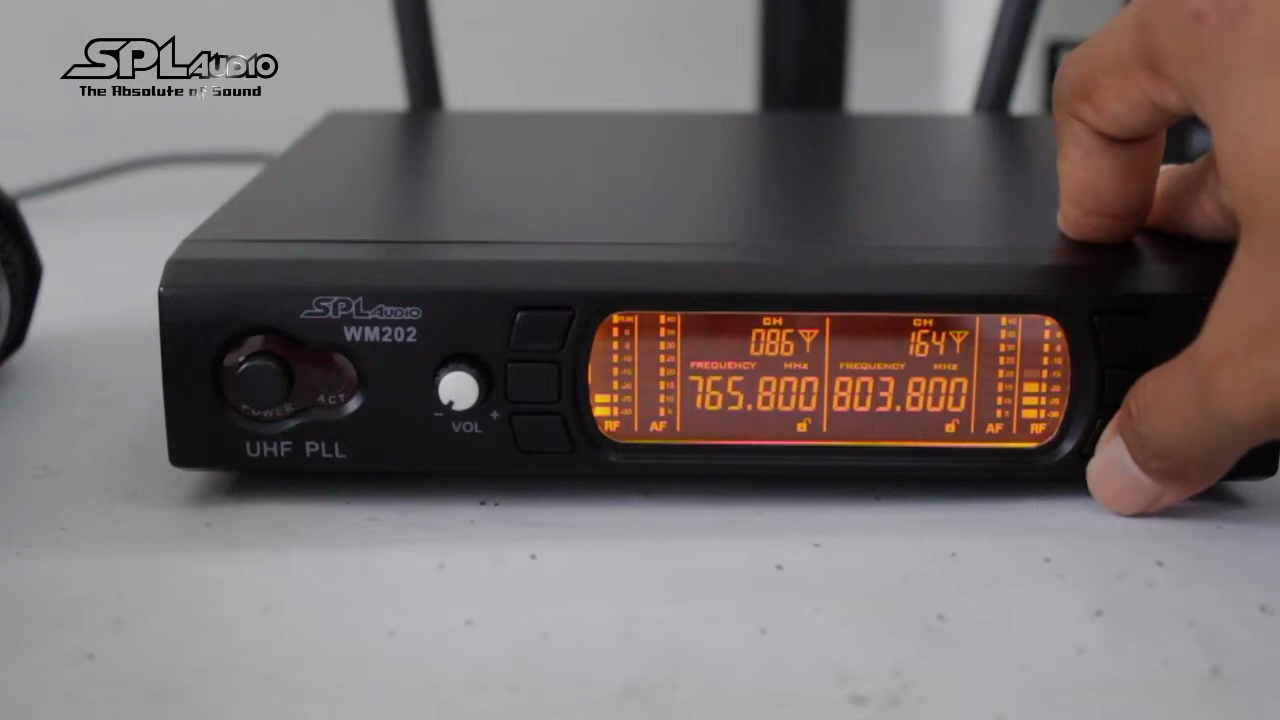 SPL AUDIO
The Absolute of Sound
SPL AUDIO
WM202
POWER ACT
UHF PLL
- +
VOL
CH CH
086 164
FREQUENCY MHz FREQUENCY MHz
765.800 803.800
RF AF AF RF